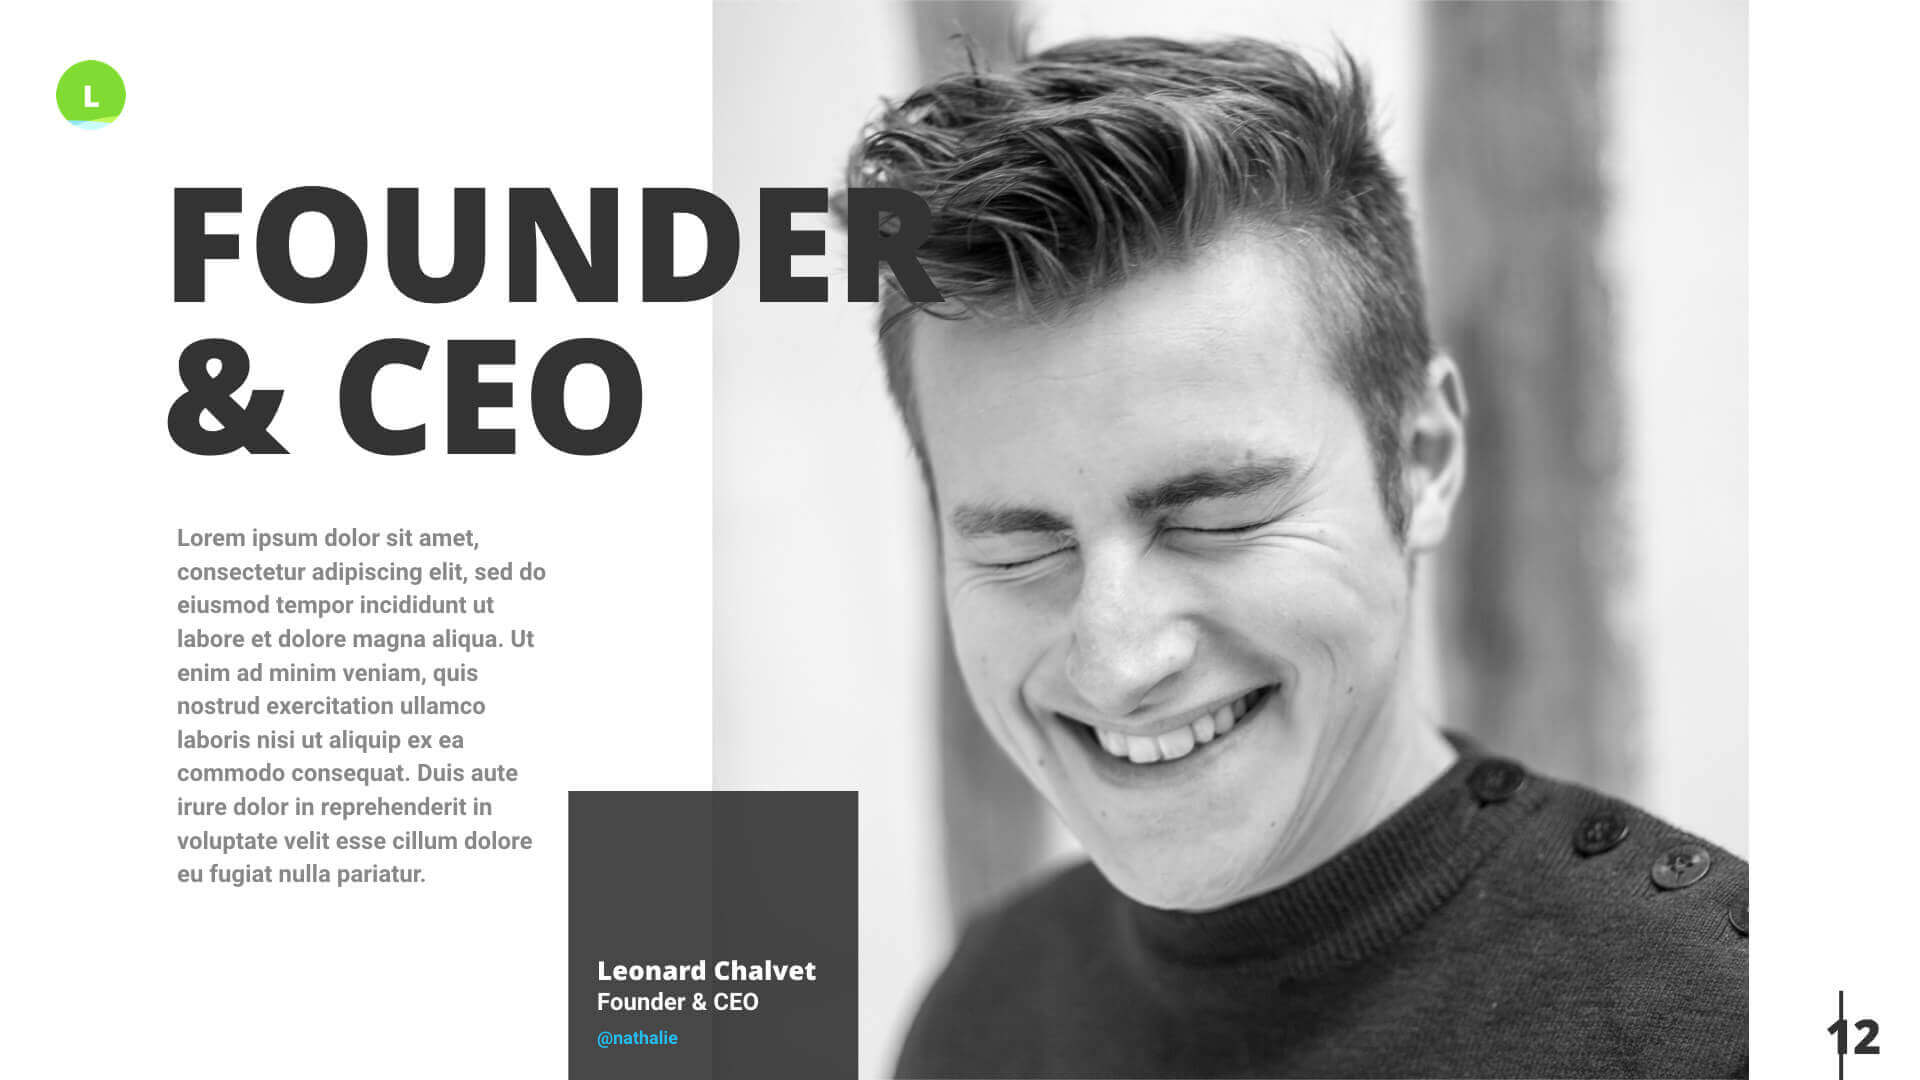 L
FOUNDER
& CEO
Lorem ipsum dolor sit amet,
consectetur adipiscing elit, sed do
eiusmod tempor incididunt ut
labore et dolore magna aliqua. Ut
enim ad minim veniam, quis
nostrud exercitation ullamco
laboris nisi ut aliquip ex ea
commodo consequat. Duis aute
irure dolor in reprehenderit in
voluptate velit esse cillum dolore
eu fugiat nulla pariatur.
Leonard Chalvet
Founder & CEO
@nathalie
12